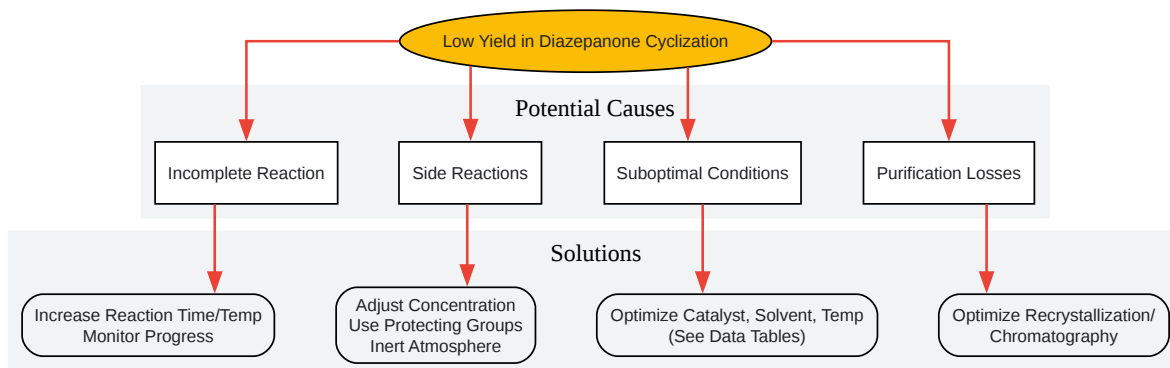 Low Yield in Diazepanone Cyclization
Potential Causes
Incomplete Reaction
Side Reactions
Suboptimal Conditions
Purification Losses
Solutions
Increase Reaction Time/Temp
Monitor Progress
Adjust Concentration
Use Protecting Groups
Inert Atmosphere
Optimize Catalyst, Solvent, Temp
(See Data Tables)
Optimize Recrystallization/
Chromatography